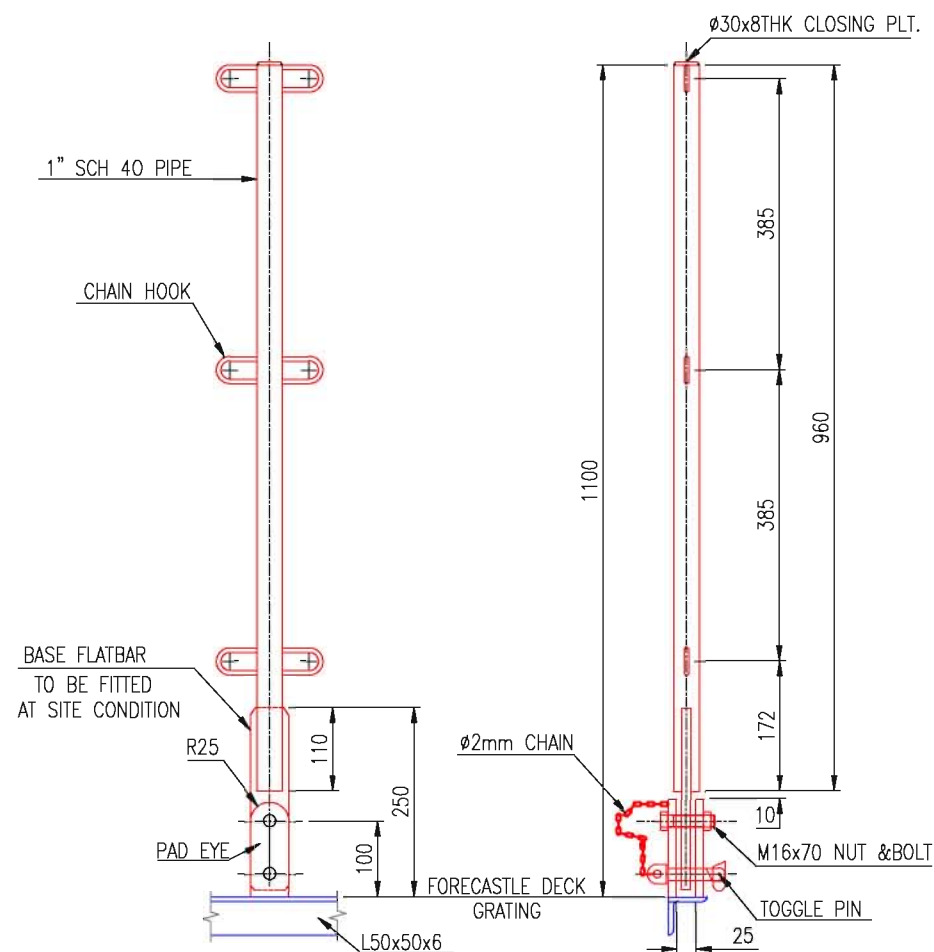 ø30x8THK CLOSING PLT.
1" SCH 40 PIPE
CHAIN HOOK
385
385
960
1100
172
BASE FLATBAR
TO BE FITTED
AT SITE CONDITION
R25
110
250
ø2mm CHAIN
10
PAD EYE
100
M16x70 NUT &BOLT
FORECASTLE DECK
GRATING
TOGGLE PIN
L50x50x6
25